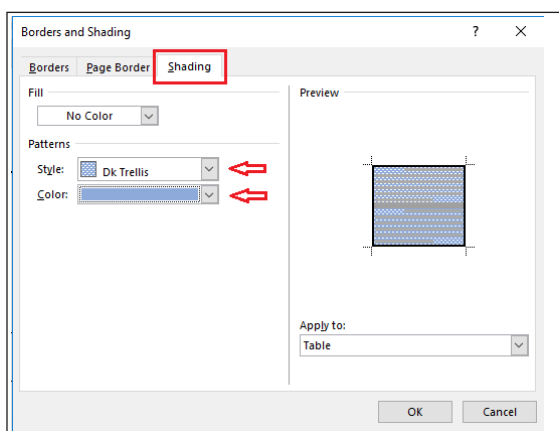 Borders and Shading ?
Borders Page Border Shading
Fill
No Color
Patterns
Style: Dk Trellis
Color:
Preview
Apply to:
Table
OK Cancel